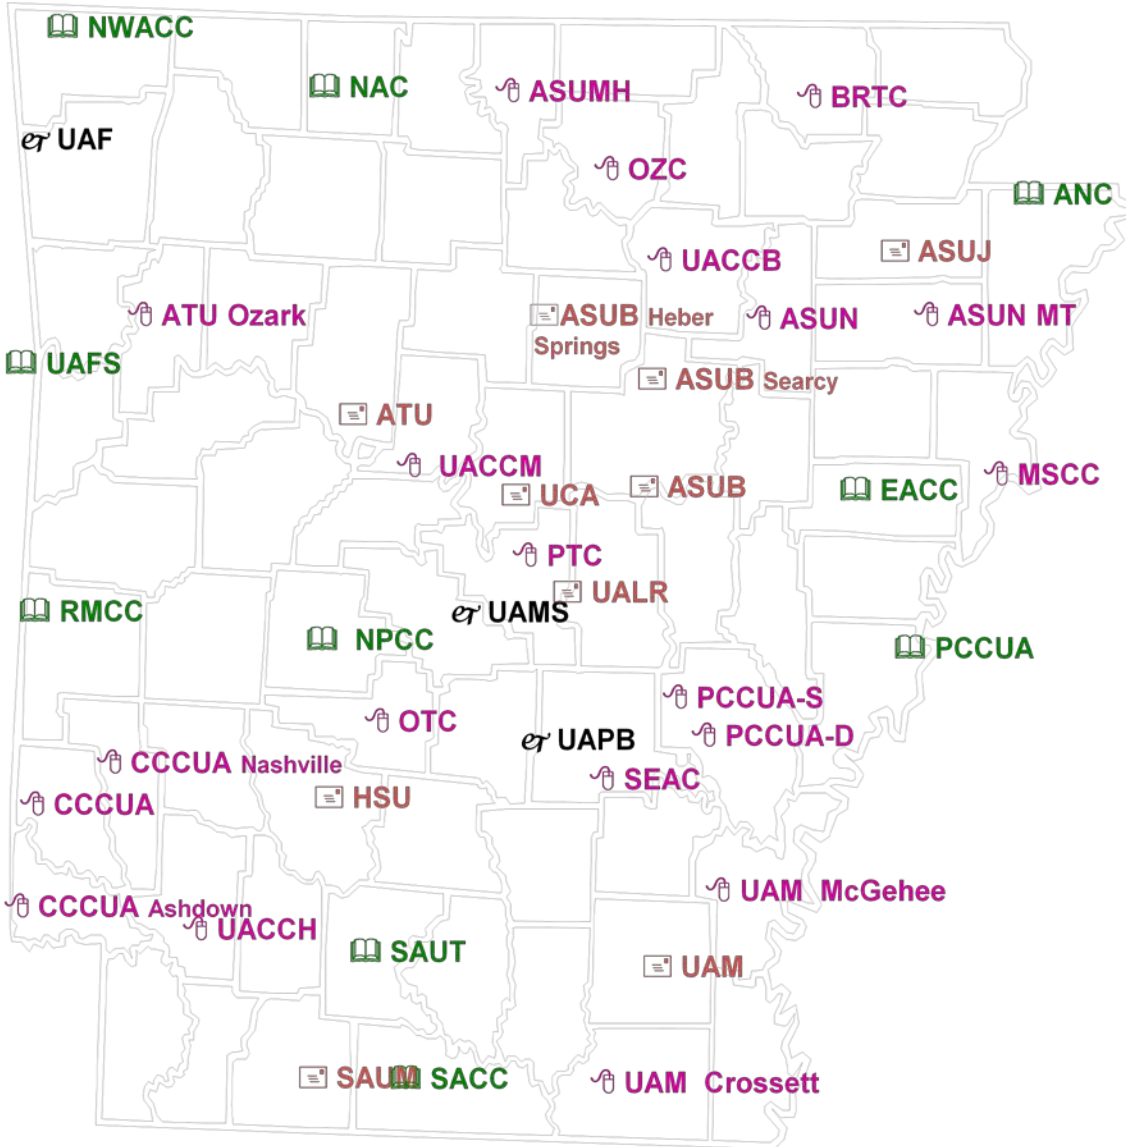 NWACC
NAC
ASUMH
BRTC
UAF
OZC
ANC
ASUJ
UACCB
ATU Ozark
ASUB Heber
Springs
ASUN
ASUN MT
UAFS
ASUB Searcy
ATU
UACCM
MSCC
UCA
ASUB
EACC
PTC
UALR
RMCC
UAMS
NPCC
PCCUA
PCCUA-S
OTC
PCCUA-D
UAPB
CCCUA Nashville
SEAC
HSU
CCCUA
UAM McGehee
CCCUA Ashdown
UACCH
SAUT
UAM
SAUM
SACC
UAM Crossett